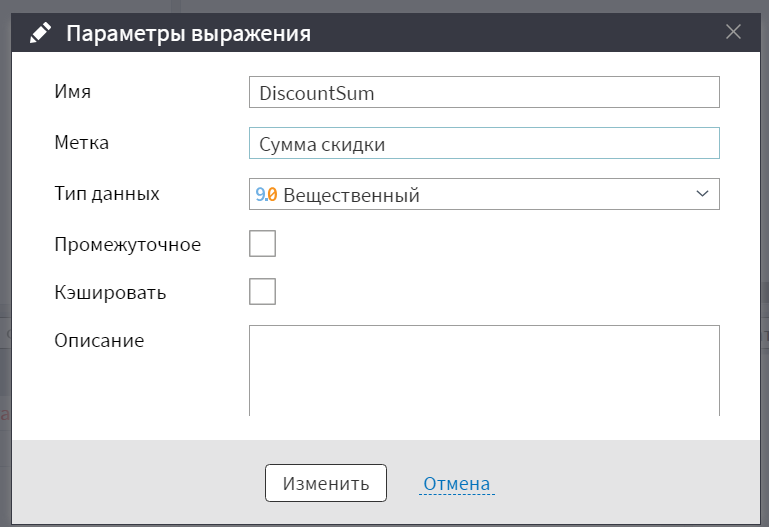 Параметры выражения
Имя
DiscountSum
Метка
Сумма скидки
Тип данных
9.0 Вещественный
Промежуточное
Кэшировать
Описание
Изменить
Отмена